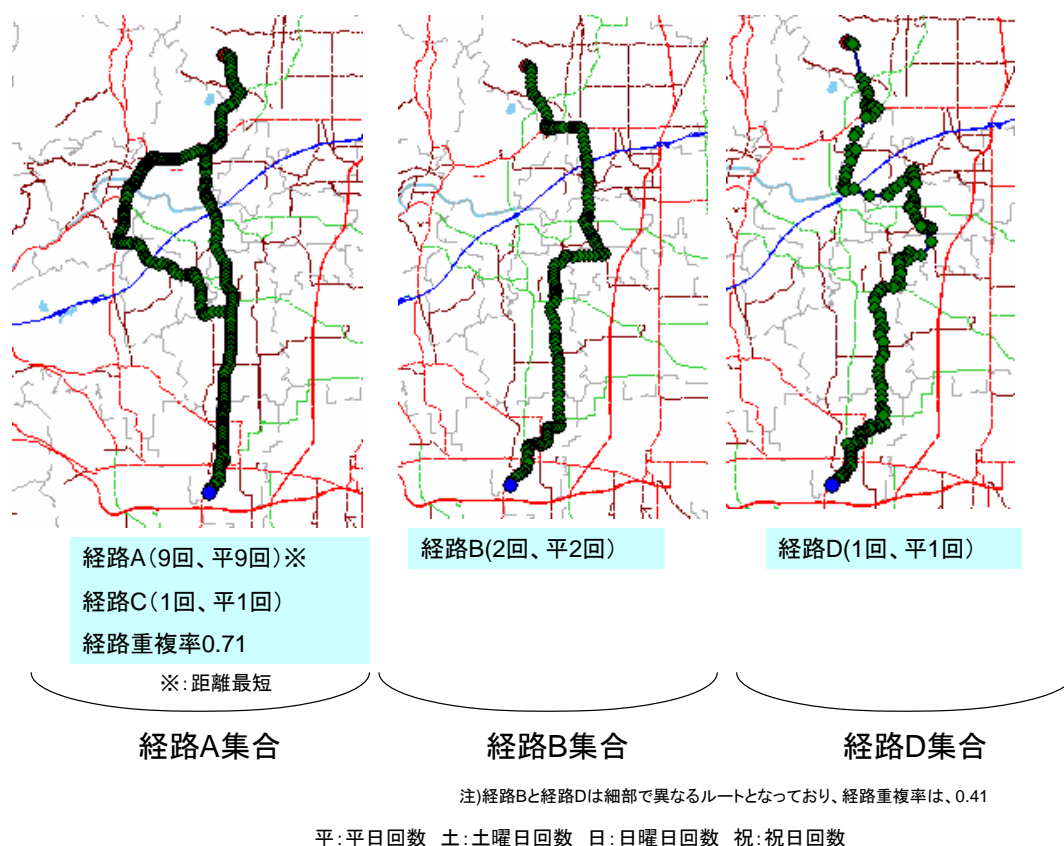 経路A(9回、平9回)※
経路C(1回、平1回)
経路重複率0.71
※:距離最短
経路A集合
経路B(2回、平2回)
経路B集合
経路D(1回、平1回)
経路D集合
注)経路Bと経路Dは細部で異なるルートとなっており、経路重複率は、0.41
平:平日回数 土:土曜日回数 日:日曜日回数 祝:祝日回数